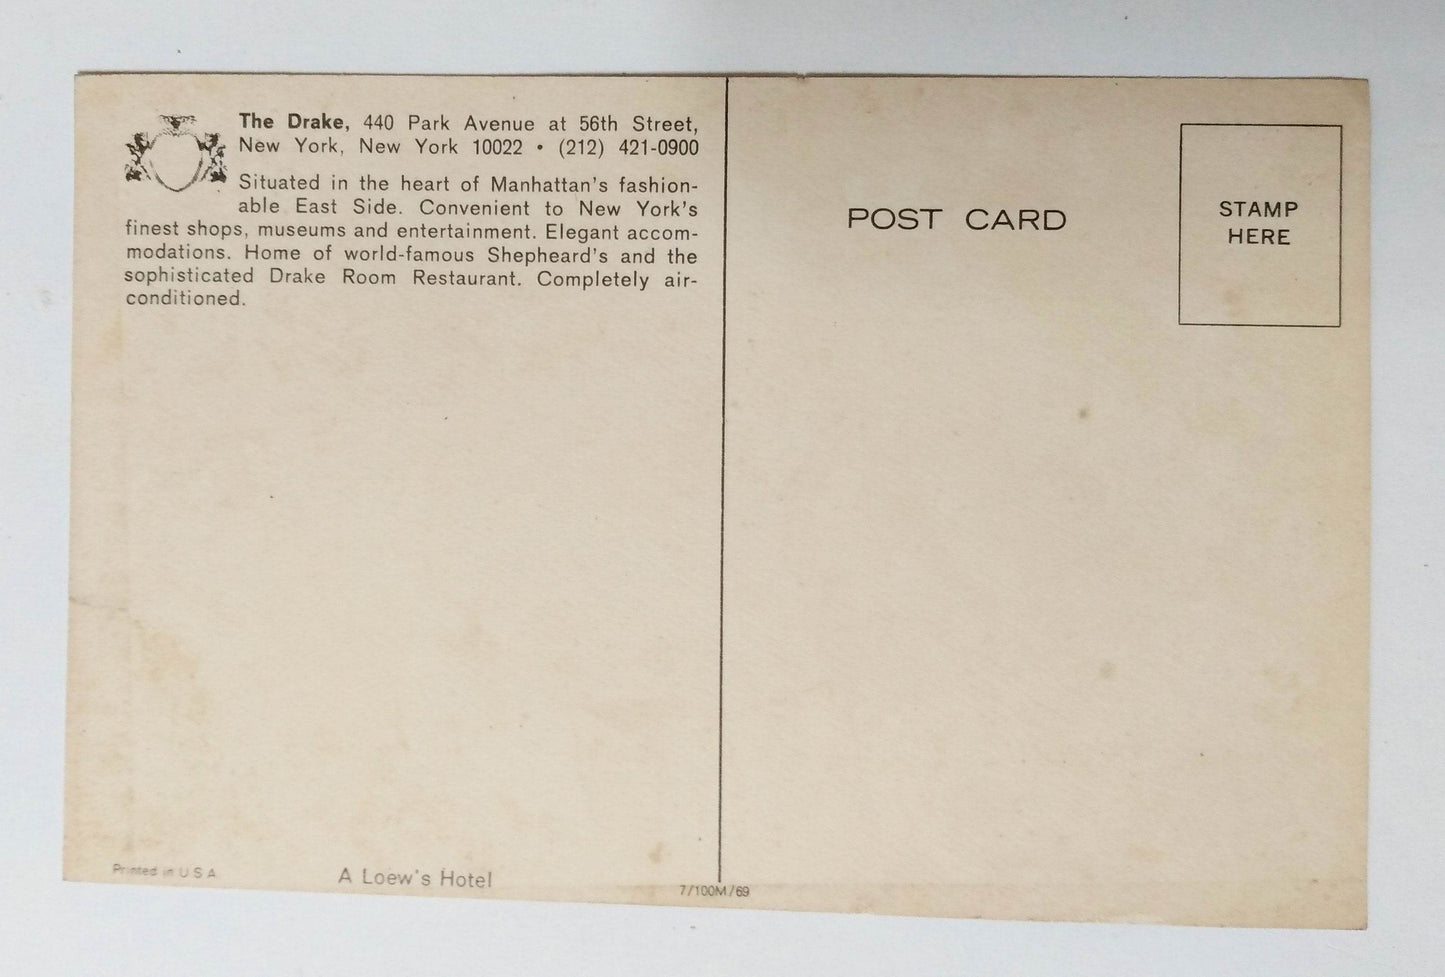 The Drake, 440 Park Avenue at 56th Street,
New York, New York 10022 • (212) 421-0900
Situated in the heart of Manhattan's fashion-
able East Side. Convenient to New York's
finest shops, museums and entertainment. Elegant accom-
modations. Home of world-famous Shepheard's and the
sophisticated Drake Room Restaurant. Completely air-
conditioned.
POST CARD
STAMP
HERE
Printed in U S A
A Loew's Hotel
7/100M/69